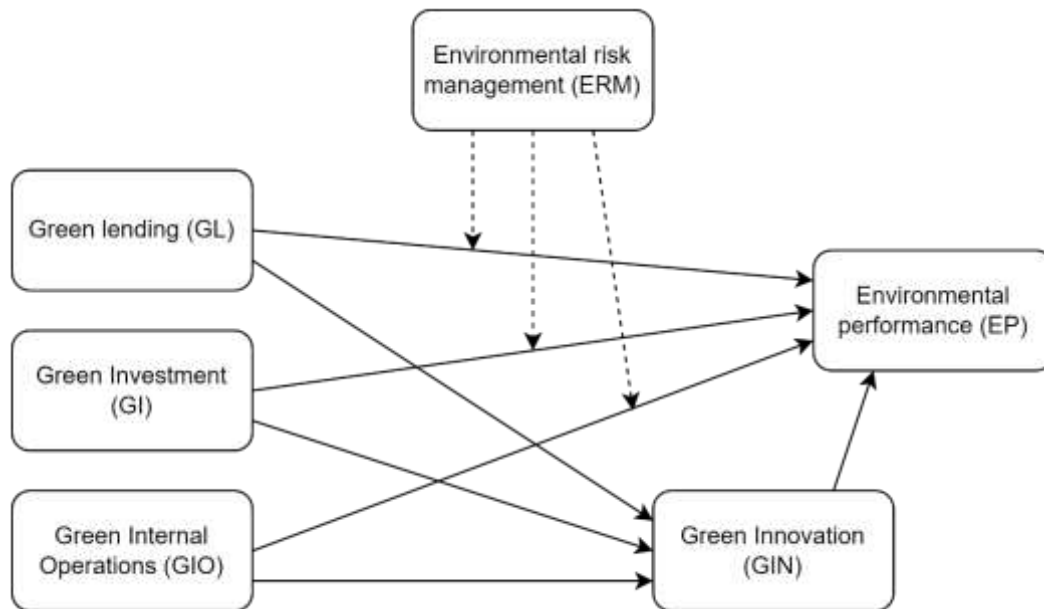 Environmental risk
management (ERM)
Green lending (GL)
Environmental
performance (EP)
Green Investment
(GI)
Green Internal
Operations (GIO)
Green Innovation
(GIN)